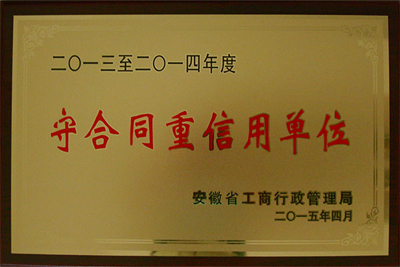 二〇一三至二〇一四年度
守合同重信用单位
安徽省工商行政管理局
二〇一五年四月